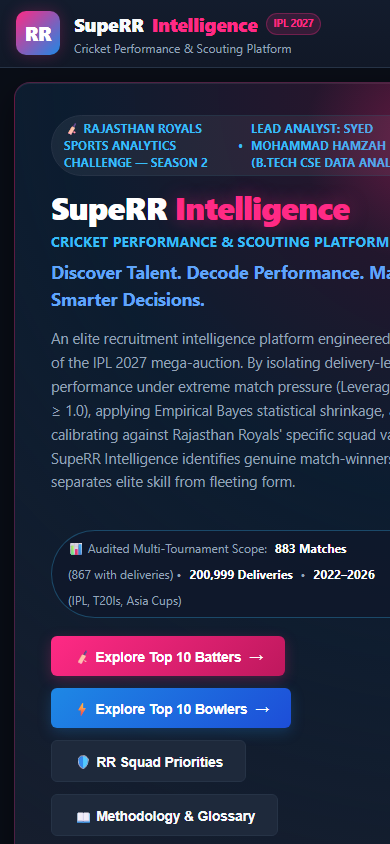 RR
SupeRR Intelligence
IPL 2027
Cricket Performance & Scouting Platform
🏏 RAJASTHAN ROYALS
SPORTS ANALYTICS
CHALLENGE — SEASON 2
•
LEAD ANALYST: SYED
MOHAMMAD HAMZAH
(B.TECH CSE DATA ANAL
SupeRR Intelligence
CRICKET PERFORMANCE & SCOUTING PLATFORM
Discover Talent. Decode Performance. Ma
Smarter Decisions.
An elite recruitment intelligence platform engineered
of the IPL 2027 mega-auction. By isolating delivery-le
performance under extreme match pressure (Leverag
≥ 1.0), applying Empirical Bayes statistical shrinkage,
calibrating against Rajasthan Royals' specific squad va
SupeRR Intelligence identifies genuine match-winners
separates elite skill from fleeting form.
📊 Audited Multi-Tournament Scope: 883 Matches
(867 with deliveries) • 200,999 Deliveries • 2022–2026
(IPL, T20Is, Asia Cups)
🏏 Explore Top 10 Batters →
⚡ Explore Top 10 Bowlers →
🛡️ RR Squad Priorities
📖 Methodology & Glossary